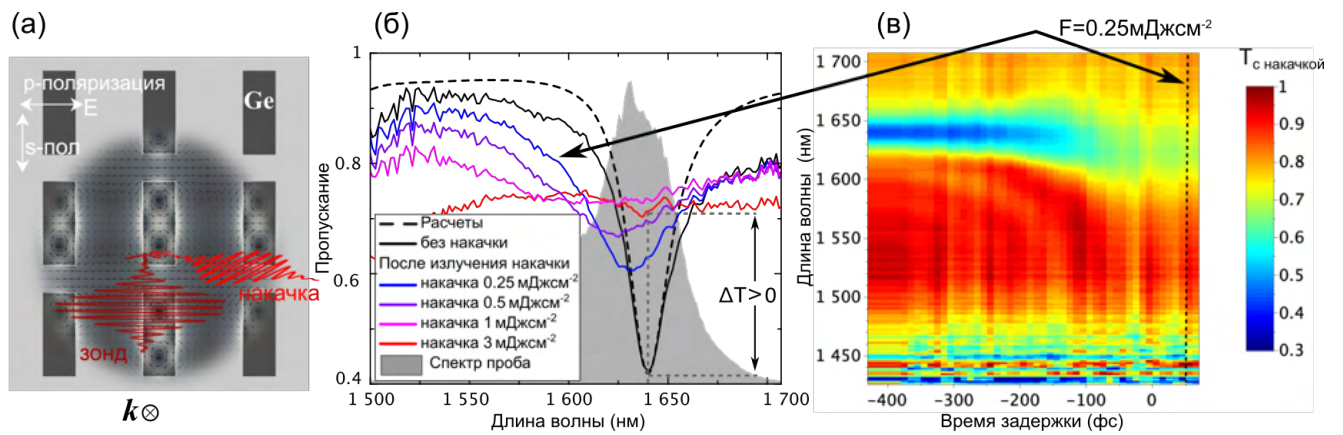 (а)
p-поляризация
E
s-пол
Ge
накачка
зонд
k⊗
(б)
1
0.8
0.6
0.4
Пропускание
Расчеты
без накачки
После излучения накачки
накачка 0.25 мДжсм-2
накачка 0.5 мДжсм-2
накачка 1 мДжсм-2
накачка 3 мДжсм-2
Спектр проба
ΔT>0
1 500
1 550
1 600
1 650
1 700
Длина волны (нм)
(в)
F=0.25мДжсм-2
Tс накачкой
1 700
1 650
1 600
1 550
1 500
1 450
Длина волны (нм)
-400
-300
-200
-100
0
Время задержки (фс)
1
0.9
0.8
0.7
0.6
0.5
0.4
0.3